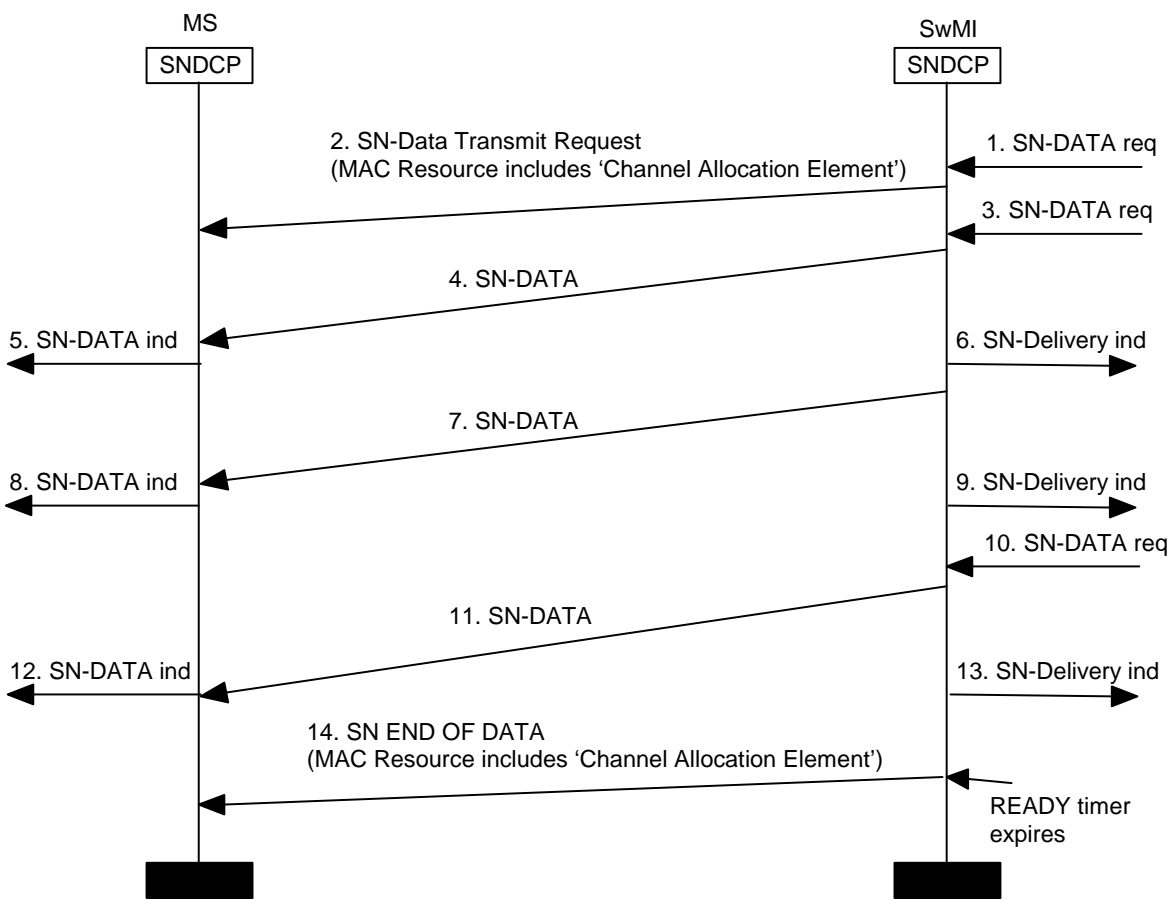 MS
SwMI
SNDCP
SNDCP
2. SN-Data Transmit Request
(MAC Resource includes ‘Channel Allocation Element’)
1. SN-DATA req
3. SN-DATA req
4. SN-DATA
5. SN-DATA ind
6. SN-Delivery ind
7. SN-DATA
8. SN-DATA ind
9. SN-Delivery ind
10. SN-DATA req
11. SN-DATA
12. SN-DATA ind
13. SN-Delivery ind
14. SN END OF DATA
(MAC Resource includes ‘Channel Allocation Element’)
READY timer
expires